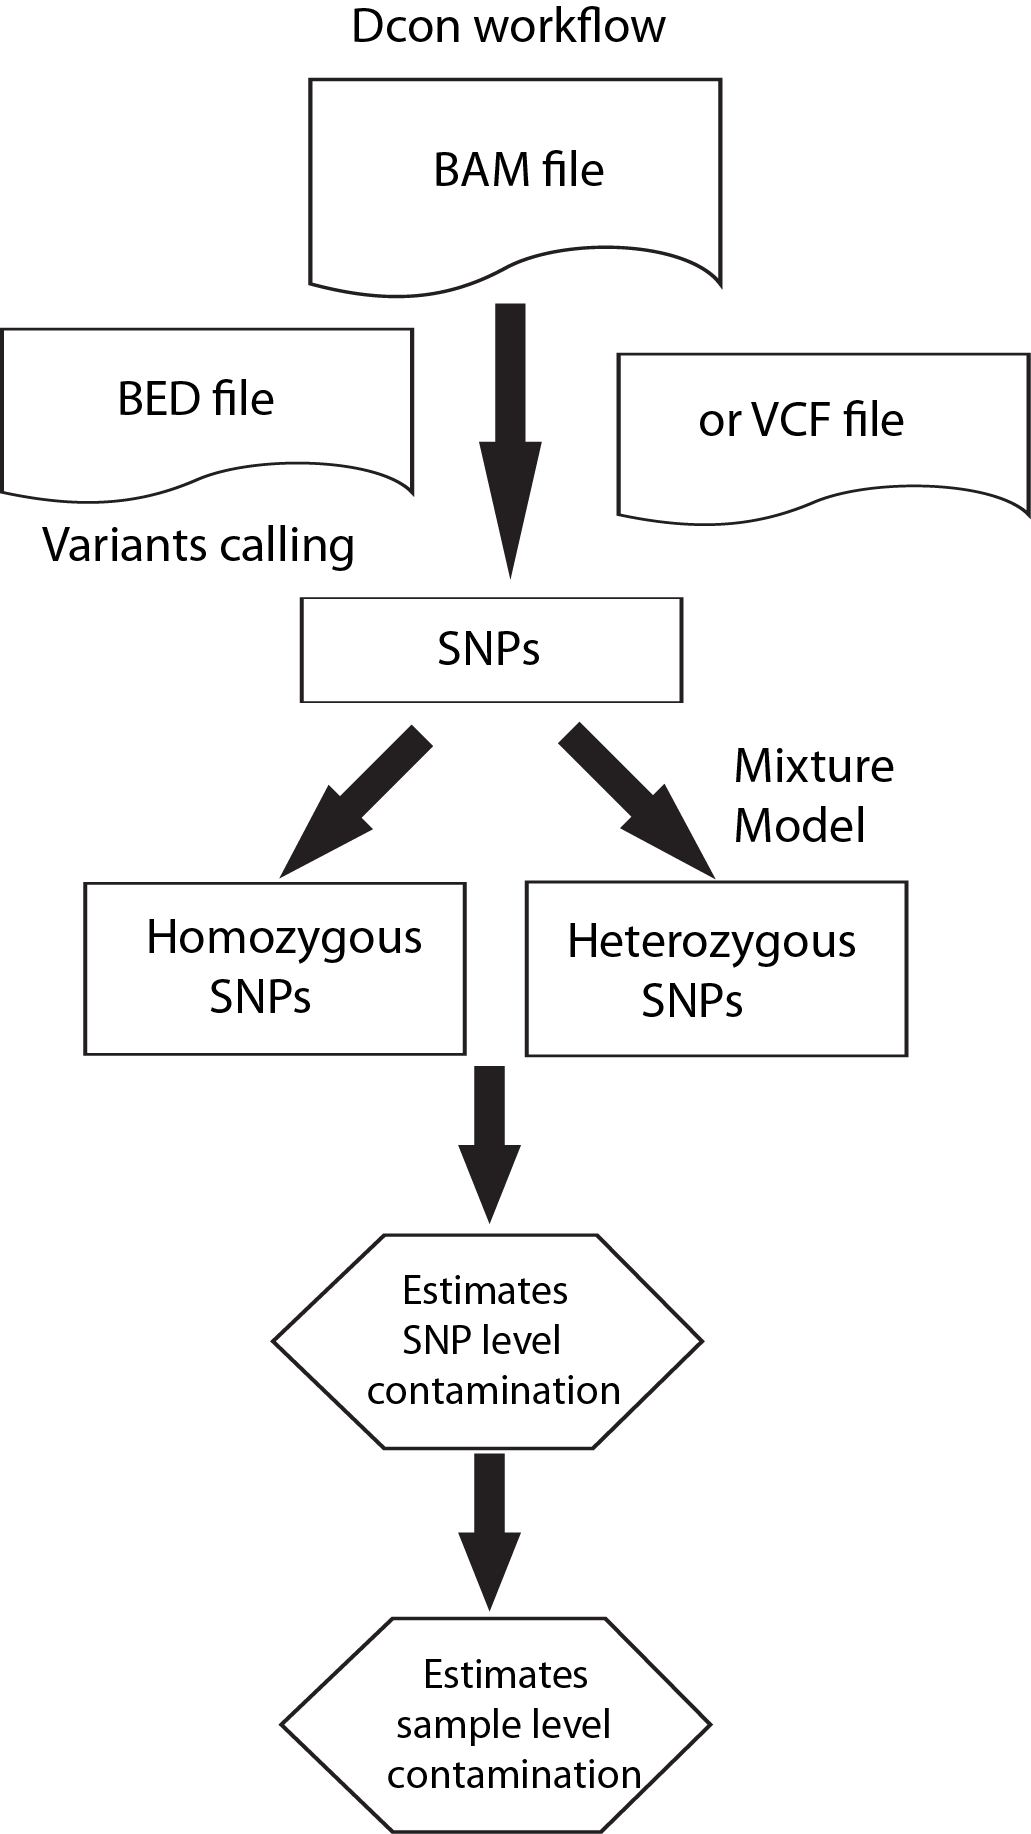 Dcon workflow
BAM file
BED file
or VCF file
Variants calling
SNPs
Mixture
Model
Homozygous
SNPs
Heterozygous
SNPs
Estimates
SNP level
contamination
Estimates
sample level
contamination